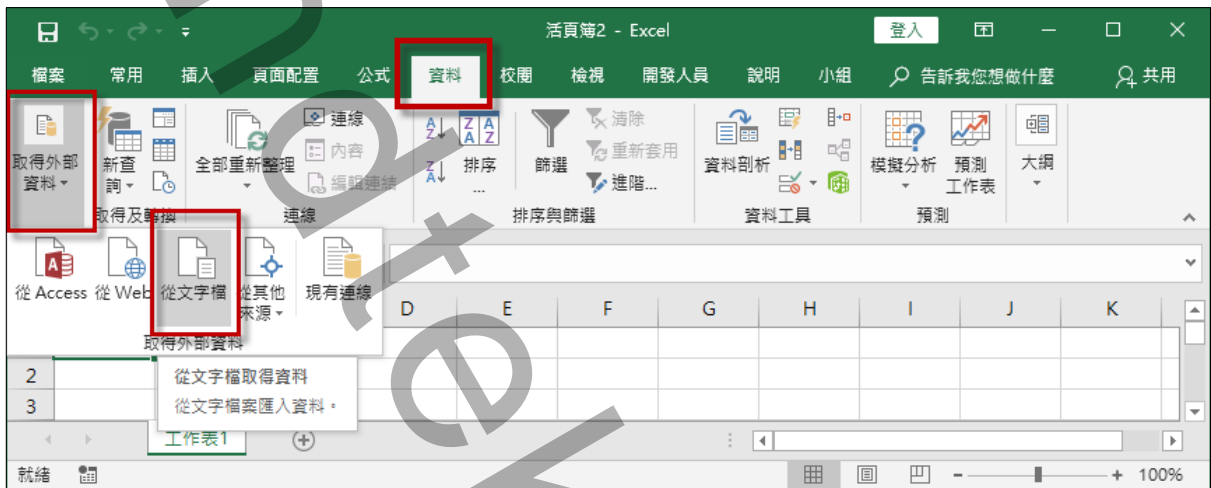 活頁簿2 - Excel
登入
檔案 常用 插入 頁面配置 公式 資料 校閱 檢視 開發人員 說明 小組 告訴我您想做什麼 共用
取得外部資料
新查詢
取得及轉換
全部重新整理
連線
內容
編輯連結
連線
排序...
篩選
清除
重新套用
進階...
排序與篩選
資料剖析
資料工具
模擬分析
預測工作表
預測
大綱
從 Access
從 Web
從文字檔
從其他來源
現有連線
取得外部資料
D E F G H I J K
從文字檔取得資料
從文字檔案匯入資料。
2
3
工作表1
就緒
100%